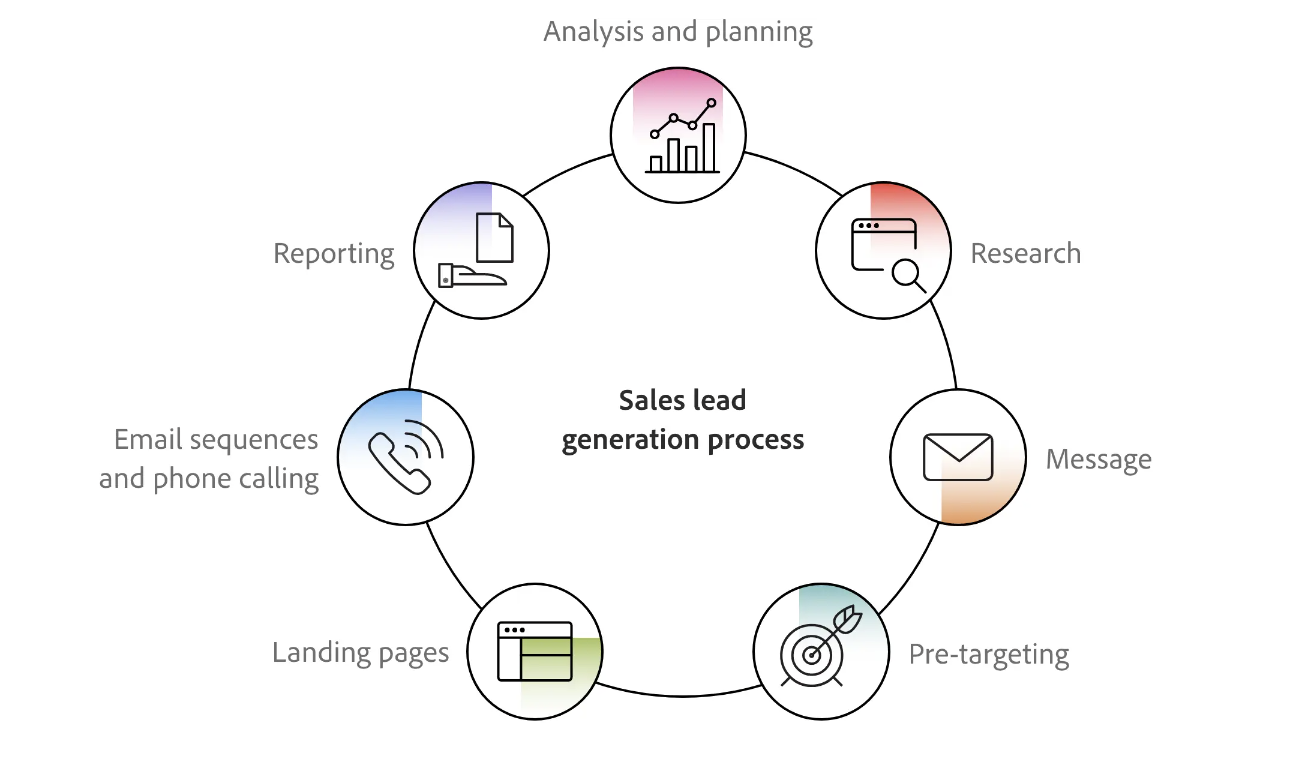 Analysis and planning
Research
Message
Pre-targeting
Landing pages
Email sequences
and phone calling
Reporting
Sales lead
generation process